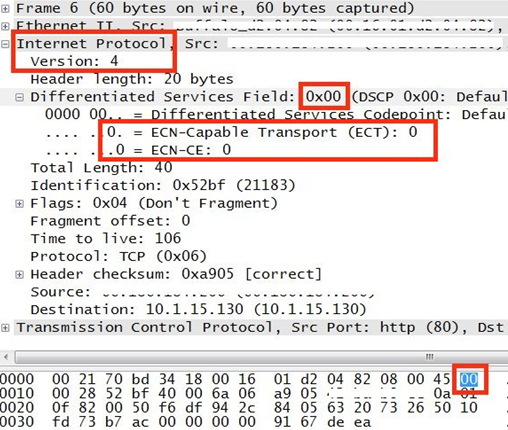 Frame 6 (60 bytes on wire, 60 bytes captured)
Ethernet II, Src:
Internet Protocol, Src:
Version: 4
Header length: 20 bytes
Differentiated Services Field: 0x00 (DSCP 0x00: Defaul
0000 00.. = Differentiated Services Codepoint: Defau
.... ..0. = ECN-Capable Transport (ECT): 0
.... ...0 = ECN-CE: 0
Total Length: 40
Identification: 0x52bf (21183)
Flags: 0x04 (Don't Fragment)
Fragment offset: 0
Time to live: 106
Protocol: TCP (0x06)
Header checksum: 0xa905 [correct]
Source:
Destination: 10.1.15.130 (10.1.15.130)
Transmission Control Protocol, Src Port: http (80), Dst
0000 00 21 70 bd 34 18 00 16 01 d2 04 82 08 00 45 00
0010 00 28 52 bf 40 00 6a 06 a9 05 0a 01
0020 0f 82 00 50 f6 df 94 2c 84 05 63 20 73 26 50 10
0030 fd 73 b7 ac 00 00 00 00 91 67 de ea